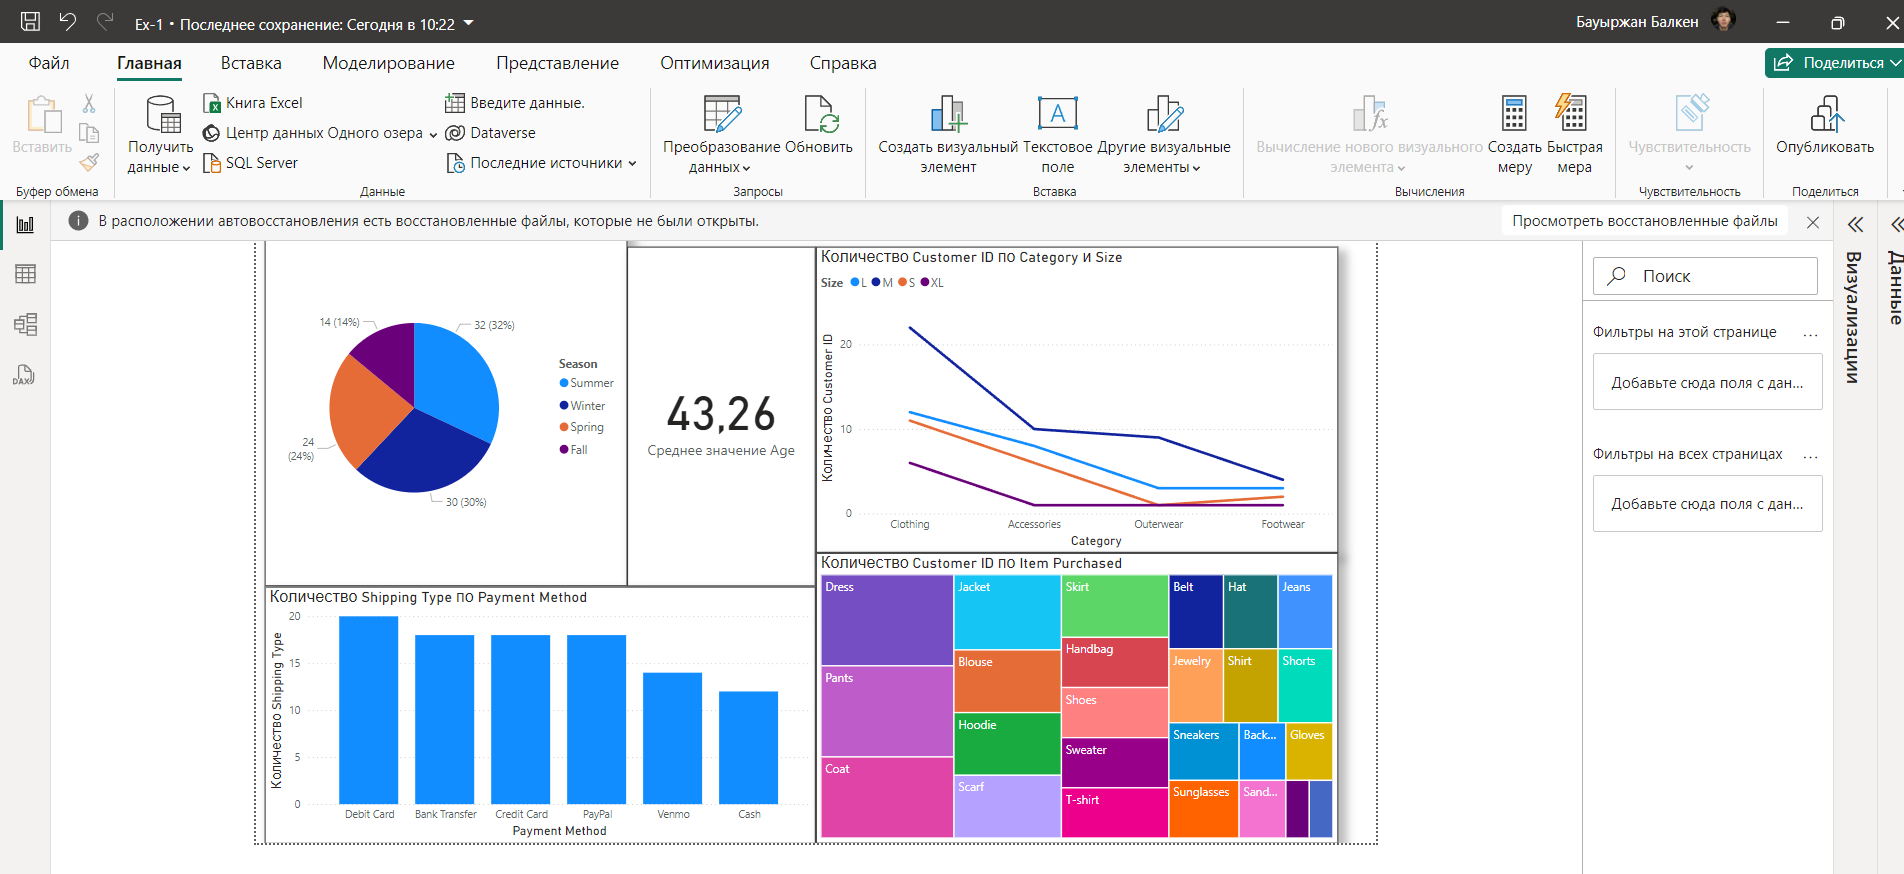 Ex-1 • Последнее сохранение: Сегодня в 10:22
Бауыржан Балкен
Файл
Главная
Вставка
Моделирование
Представление
Оптимизация
Справка
Поделиться
Вставить
Буфер обмена
Получить
данные
Книга Excel
Центр данных Одного озера
SQL Server
Введите данные.
Dataverse
Последние источники
Данные
Преобразование
данных
Обновить
Запросы
Создать визуальный
элемент
Текстовое
поле
Другие визуальные
элементы
Вставка
Вычисление нового визуального
элемента
Создать
меру
Быстрая
мера
Вычисления
Чувствительность
Чувствительность
Опубликовать
Поделиться
В расположении автовосстановления есть восстановленные файлы, которые не были открыты.
Просмотреть восстановленные файлы
DAX
14 (14%)
32 (32%)
24
(24%)
30 (30%)
Season
Summer
Winter
Spring
Fall
43,26
Среднее значение Age
Количество Customer ID по Category и Size
Size L M S XL
Количество Customer ID
20
10
0
Clothing
Accessories
Outerwear
Footwear
Category
Количество Shipping Type по Payment Method
Количество Shipping Type
20
15
10
5
0
Debit Card
Bank Transfer
Credit Card
PayPal
Venmo
Cash
Payment Method
Количество Customer ID по Item Purchased
Dress
Pants
Coat
Jacket
Blouse
Hoodie
Scarf
Skirt
Handbag
Shoes
Sweater
T-shirt
Belt
Hat
Jeans
Jewelry
Shirt
Shorts
Sneakers
Back...
Gloves
Sunglasses
Sand...
Поиск
Фильтры на этой странице
...
Добавьте сюда поля с дан...
Фильтры на всех страницах
...
Добавьте сюда поля с дан...
Визуализации
Данные